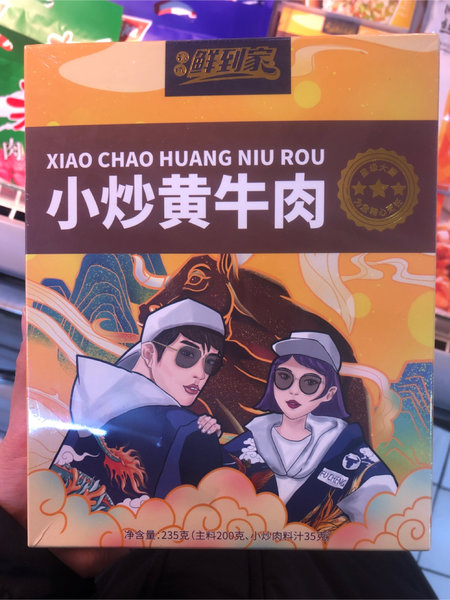 鲜到家
XIAO CHAO HUANG NIU ROU
小炒黄牛肉
FUCHENG
净含量:235克(主料200克、小炒肉料汁35克)